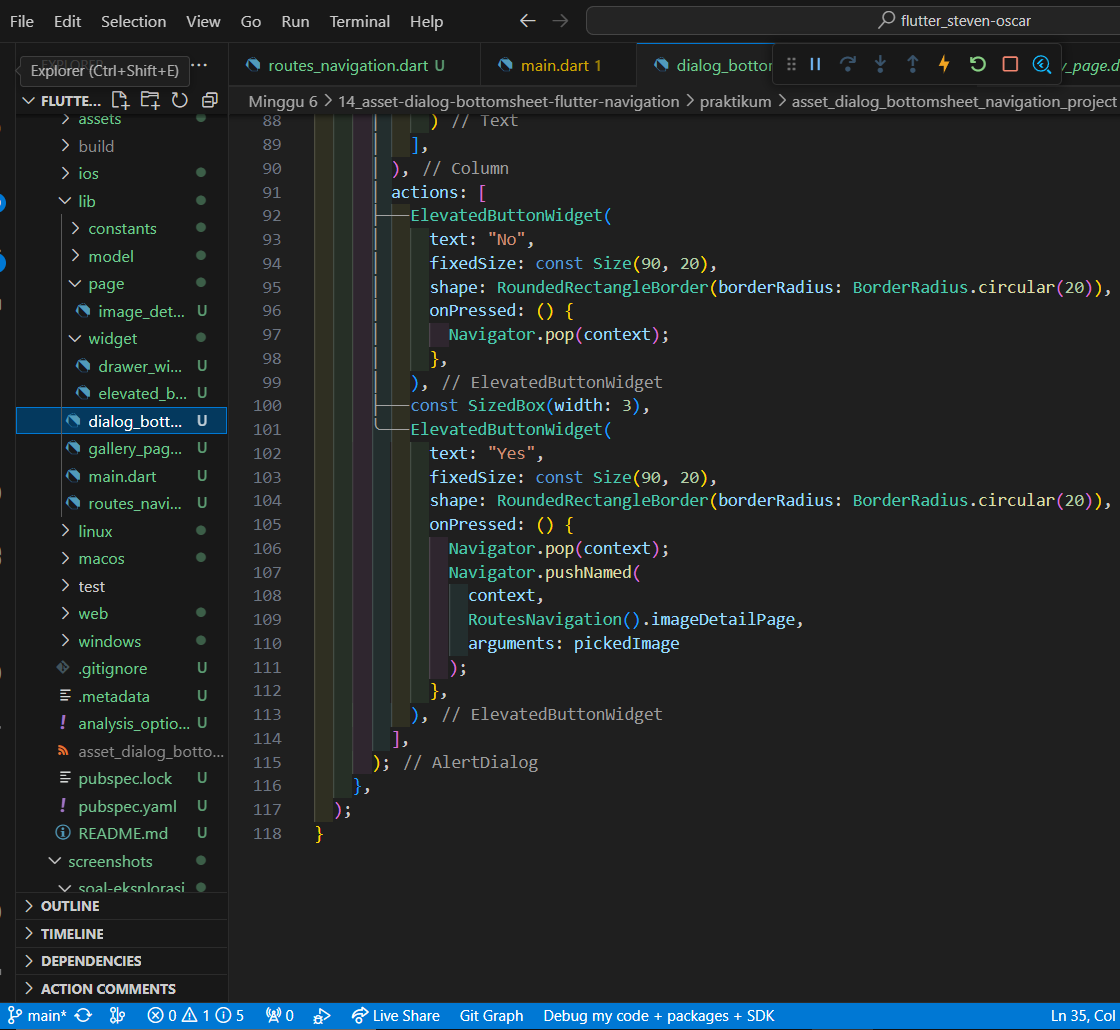 File Edit Selection View Go Run Terminal Help
flutter_steven-oscar
Explorer (Ctrl+Shift+E)
routes_navigation.dart U
main.dart 1
dialog_bottor
_page.d
FLUTTE...
Minggu 6 > 14_asset-dialog-bottomsheet-flutter-navigation > praktikum > asset_dialog_bottomsheet_navigation_project
assets
build
ios
lib
constants
model
page
image_det... U
widget
drawer_wi... U
elevated_b... U
dialog_bott... U
gallery_pag... U
main.dart U
routes_navi... U
linux
macos
test
web
windows
.gitignore U
.metadata U
analysis_optio... U
asset_dialog_botto...
pubspec.lock U
pubspec.yaml U
README.md U
screenshots
soal-eksplorasi
OUTLINE
TIMELINE
DEPENDENCIES
ACTION COMMENTS
88 ) // Text
89 ],
90 ), // Column
91 actions: [
92 ElevatedButtonWidget(
93 text: "No",
94 fixedSize: const Size(90, 20),
95 shape: RoundedRectangleBorder(borderRadius: BorderRadius.circular(20)),
96 onPressed: () {
97 Navigator.pop(context);
98 },
99 ), // ElevatedButtonWidget
100 const SizedBox(width: 3),
101 ElevatedButtonWidget(
102 text: "Yes",
103 fixedSize: const Size(90, 20),
104 shape: RoundedRectangleBorder(borderRadius: BorderRadius.circular(20)),
105 onPressed: () {
106 Navigator.pop(context);
107 Navigator.pushNamed(
108 context,
109 RoutesNavigation().imageDetailPage,
110 arguments: pickedImage
111 );
112 },
113 ), // ElevatedButtonWidget
114 ],
115 ); // AlertDialog
116 },
117 );
118 }
main* 0 1 5 0 Live Share Git Graph Debug my code + packages + SDK Ln 35, Col